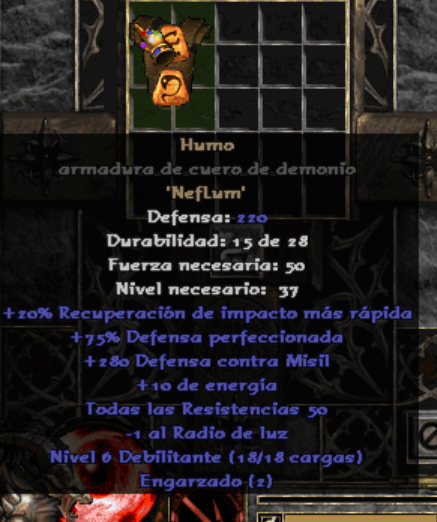 Humo
armadura de cuero de demonio
'NefLum'
Defensa: 220
Durabilidad: 15 de 28
Fuerza necesaria: 50
Nivel necesario: 37
+20% Recuperación de impacto más rápida
+75% Defensa perfeccionada
+280 Defensa contra Misil
+10 de energía
Todas las Resistencias 50
-1 al Radio de luz
Nivel 6 Debilitante (18/18 cargas)
Engarzado (2)